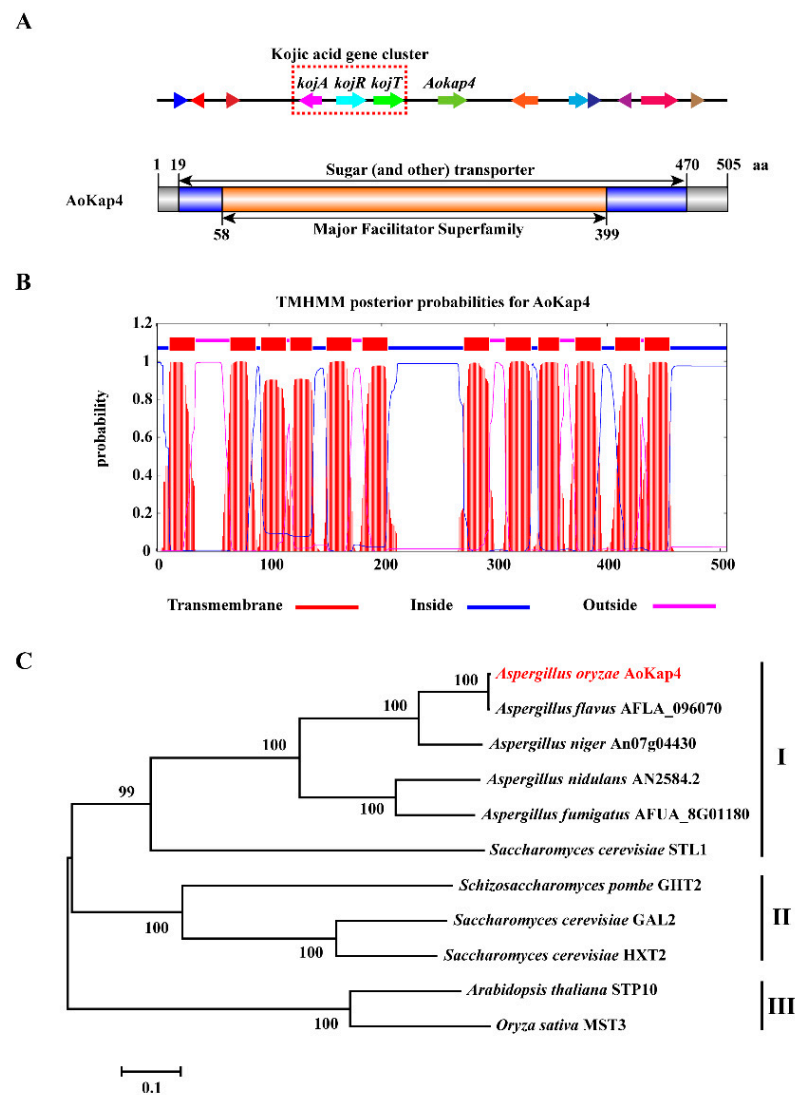 A
Kojic acid gene cluster
kojA kojR kojT Aokap4
1 19 470 505 aa
Sugar (and other) transporter
AoKap4
Major Facilitator Superfamily
58 399
B
TMHMM posterior probabilities for AoKap4
1.2
1
0.8
0.6
0.4
0.2
0
probability
0 100 200 300 400 500
Transmembrane Inside Outside
C
100 Aspergillus oryzae AoKap4
100 Aspergillus flavus AFLA_096070
100 Aspergillus niger An07g04430
I
Aspergillus nidulans AN2584.2
99
100 Aspergillus fumigatus AFUA_8G01180
Saccharomyces cerevisiae STL1
Schizosaccharomyces pombe GHT2
100 Saccharomyces cerevisiae GAL2
II
100 Saccharomyces cerevisiae HXT2
Arabidopsis thaliana STP10
III
100 Oryza sativa MST3
0.1